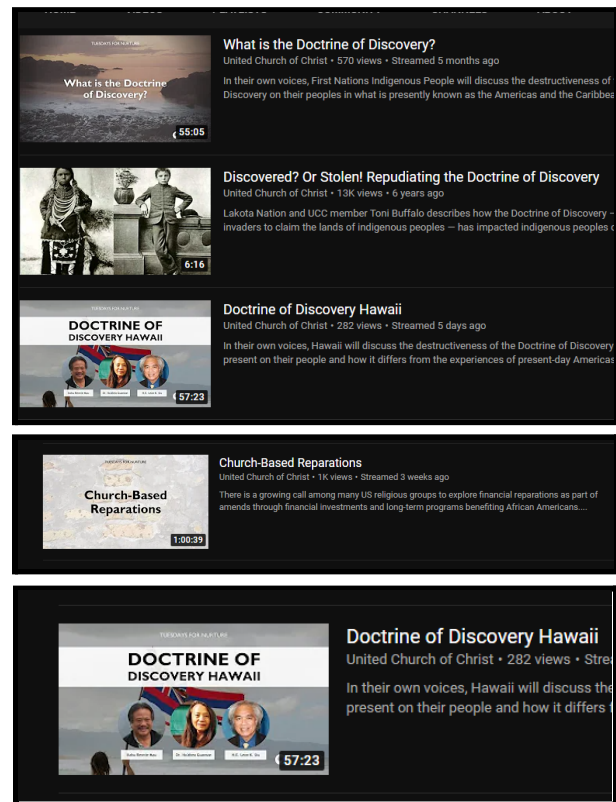 TUESDAYS FOR NURTURE
What is the Doctrine
of Discovery?
55:05
What is the Doctrine of Discovery?
United Church of Christ • 570 views • Streamed 5 months ago
In their own voices, First Nations Indigenous People will discuss the destructiveness of
Discovery on their peoples in what is presently known as the Americas and the Caribbea
6:16
Discovered? Or Stolen! Repudiating the Doctrine of Discovery
United Church of Christ • 13K views • 6 years ago
Lakota Nation and UCC member Toni Buffalo describes how the Doctrine of Discovery –
invaders to claim the lands of indigenous peoples — has impacted indigenous peoples
TUESDAYS FOR NURTURE
DOCTRINE OF
DISCOVERY HAWAII
57:23
Doctrine of Discovery Hawaii
United Church of Christ • 282 views • Streamed 5 days ago
In their own voices, Hawaii will discuss the destructiveness of the Doctrine of Discovery
present on their people and how it differs from the experiences of present-day Americas
TUESDAYS FOR NURTURE
Church-Based
Reparations
1:00:39
Church-Based Reparations
United Church of Christ • 1K views • Streamed 3 weeks ago
There is a growing call among many US religious groups to explore financial reparations as part of
amends through financial investments and long-term programs benefiting African Americans....
TUESDAYS FOR NURTURE
DOCTRINE OF
DISCOVERY HAWAII
57:23
Doctrine of Discovery Hawaii
United Church of Christ • 282 views • Strea
In their own voices, Hawaii will discuss the
present on their people and how it differs f